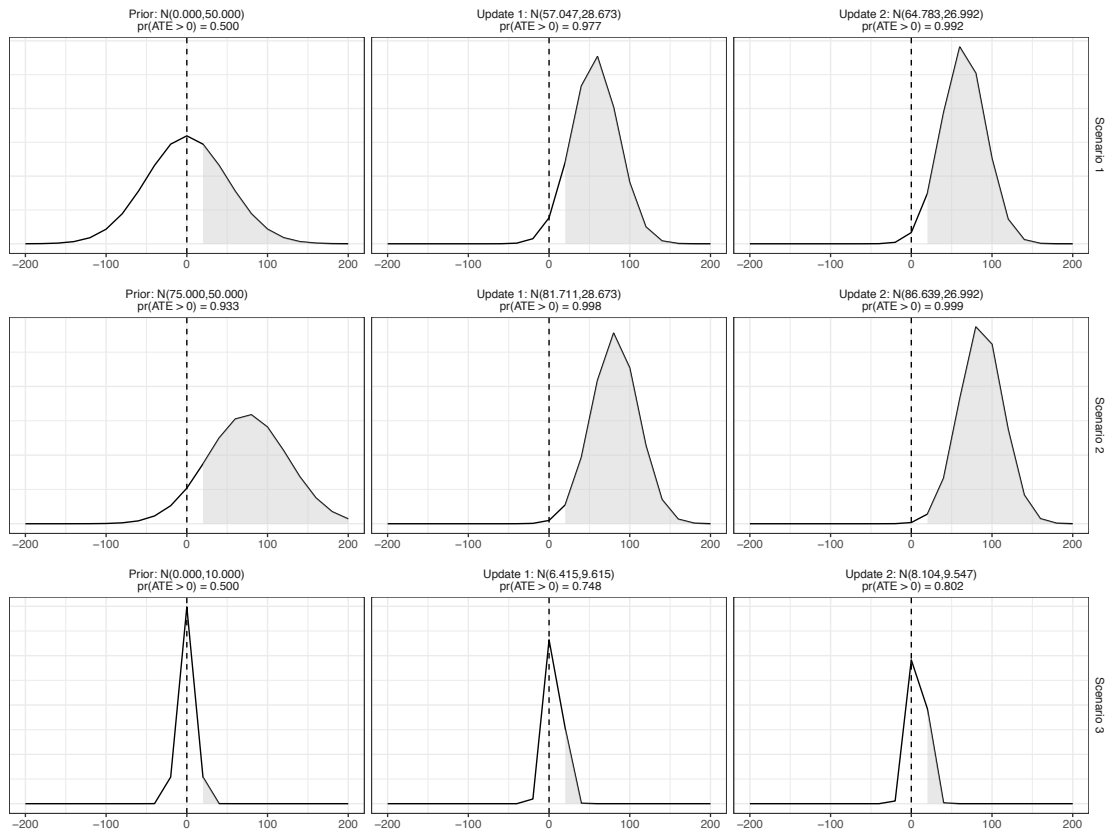 Prior: N(0.000,50.000)
pr(ATE > 0) = 0.500
Update 1: N(57.047,28.673)
pr(ATE > 0) = 0.977
Update 2: N(64.783,26.992)
pr(ATE > 0) = 0.992
Scenario 1
−200 −100 0 100 200
−200 −100 0 100 200
−200 −100 0 100 200
Prior: N(75.000,50.000)
pr(ATE > 0) = 0.933
Update 1: N(81.711,28.673)
pr(ATE > 0) = 0.998
Update 2: N(86.639,26.992)
pr(ATE > 0) = 0.999
Scenario 2
−200 −100 0 100 200
−200 −100 0 100 200
−200 −100 0 100 200
Prior: N(0.000,10.000)
pr(ATE > 0) = 0.500
Update 1: N(6.415,9.615)
pr(ATE > 0) = 0.748
Update 2: N(8.104,9.547)
pr(ATE > 0) = 0.802
Scenario 3
−200 −100 0 100 200
−200 −100 0 100 200
−200 −100 0 100 200